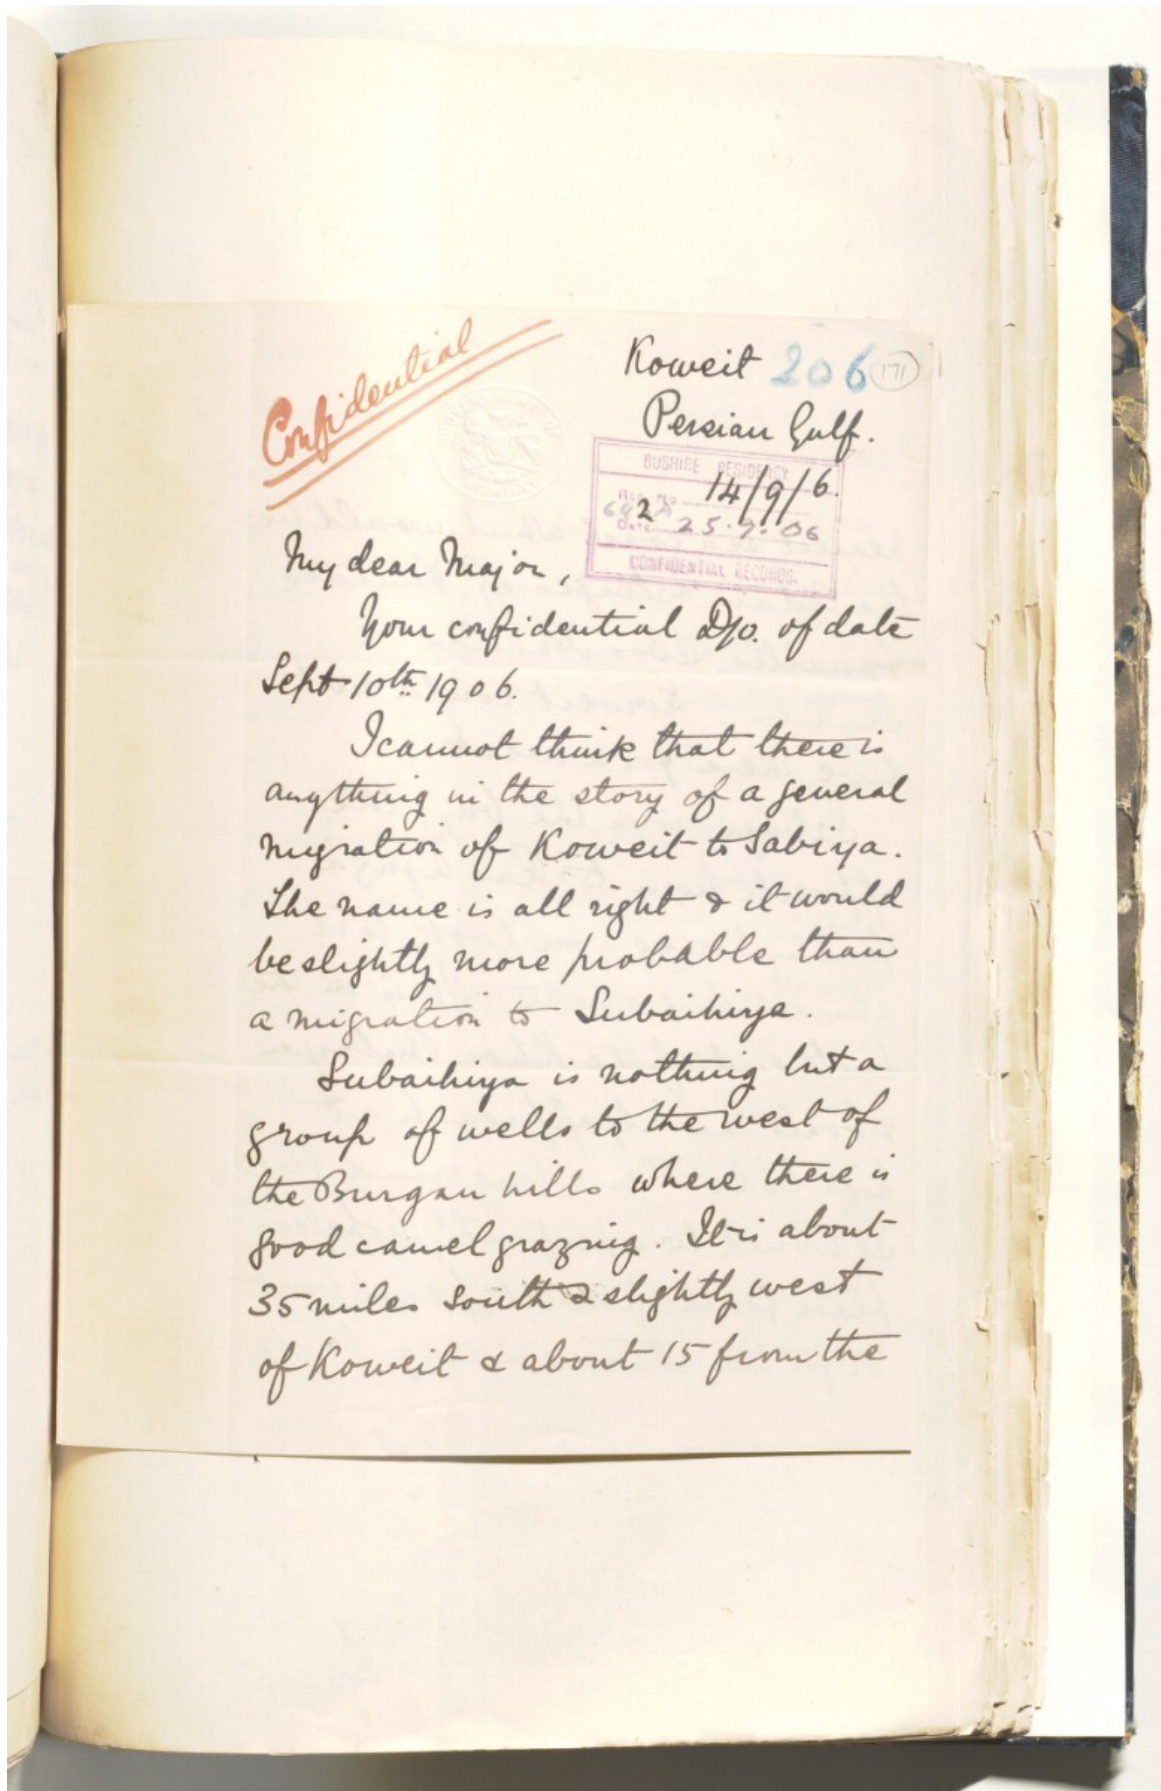 Confidential
Koweit 206 171
Persian Gulf.
BUSHIRE RESIDENCY
14/9/6.
Reg. No. 692
Date 25.9.06
CONFIDENTIAL RECORDS.
My dear Major,
Your confidential D/o. of date
Sept 10th 1906.
I cannot think that there is
anything in the story of a general
migration of Koweit to Sabiya.
The name is all right & it would
be slightly more probable than
a migration to Subaihiya.
Subaihiya is nothing but a
group of wells to the west of
the Burgan hills where there is
good camel grazing. It is about
35 miles south & slightly west
of Koweit & about 15 from the